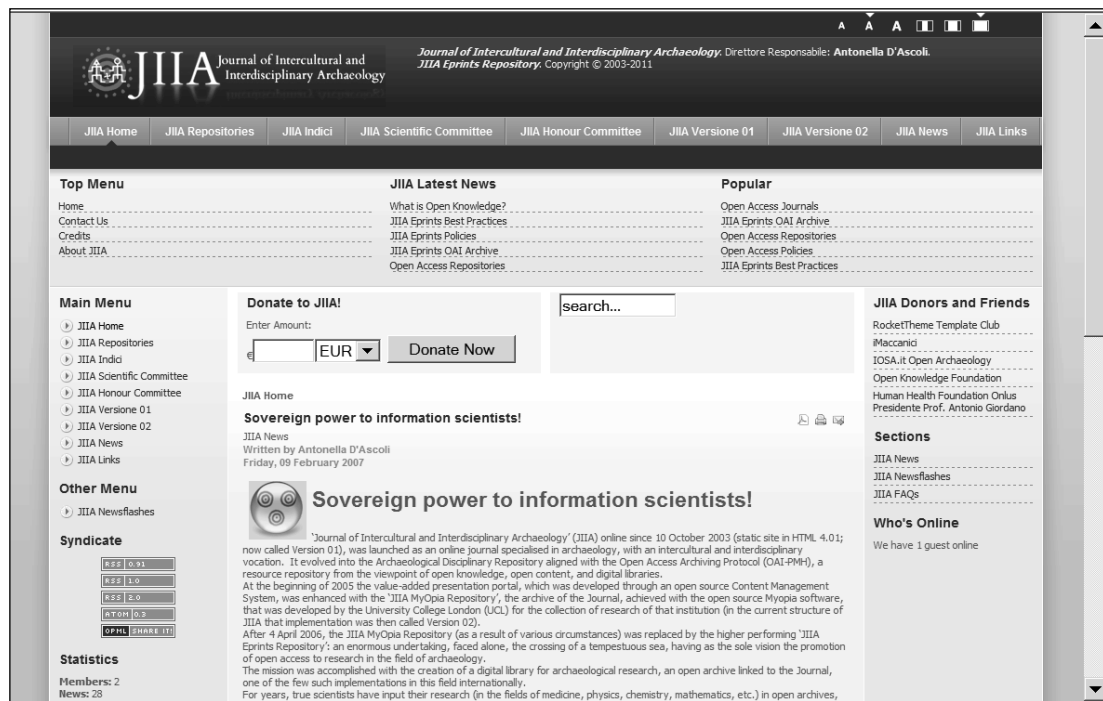 A A A
JIIA Journal of Intercultural and
Interdisciplinary Archaeology
Journal of Intercultural and Interdisciplinary Archaeology. Direttore Responsabile: Antonella D'Ascoli.
JIIA Eprints Repository. Copyright © 2003-2011
JIIA Home JIIA Repositories JIIA Indici JIIA Scientific Committee JIIA Honour Committee JIIA Versione 01 JIIA Versione 02 JIIA News JIIA Links
Top Menu
Home
Contact Us
Credits
About JIIA
JIIA Latest News
What is Open Knowledge?
JIIA Eprints Best Practices
JIIA Eprints Policies
JIIA Eprints OAI Archive
Open Access Repositories
Popular
Open Access Journals
JIIA Eprints OAI Archive
Open Access Repositories
Open Access Policies
JIIA Eprints Best Practices
Main Menu
JIIA Home
JIIA Repositories
JIIA Indici
JIIA Scientific Committee
JIIA Honour Committee
JIIA Versione 01
JIIA Versione 02
JIIA News
JIIA Links
Other Menu
JIIA Newsflashes
Syndicate
RSS 0.91
RSS 1.0
RSS 2.0
ATOM 0.3
OPML SHARE IT!
Statistics
Members: 2
News: 28
Donate to JIIA!
Enter Amount:
€ EUR Donate Now
search...
JIIA Home
Sovereign power to information scientists!
JIIA News
Written by Antonella D'Ascoli
Friday, 09 February 2007
Sovereign power to information scientists!
'Journal of Intercultural and Interdisciplinary Archaeology' (JIIA) online since 10 October 2003 (static site in HTML 4.01;
now called Version 01), was launched as an online journal specialised in archaeology, with an intercultural and interdisciplinary
vocation. It evolved into the Archaeological Disciplinary Repository aligned with the Open Access Archiving Protocol (OAI-PMH), a
resource repository from the viewpoint of open knowledge, open content, and digital libraries.
At the beginning of 2005 the value-added presentation portal, which was developed through an open source Content Management
System, was enhanced with the 'JIIA MyOpia Repository', the archive of the Journal, achieved with the open source Myopia software,
that was developed by the University College London (UCL) for the collection of research of that institution (in the current structure of
JIIA that implementation was then called Version 02).
After 4 April 2006, the JIIA MyOpia Repository (as a result of various circumstances) was replaced by the higher performing 'JIIA
Eprints Repository': an enormous undertaking, faced alone, the crossing of a tempestuous sea, having as the sole vision the promotion
of open access to research in the field of archaeology.
The mission was accomplished with the creation of a digital library for archaeological research, an open archive linked to the Journal,
one of the few such implementations in this field internationally.
For years, true scientists have input their research (in the fields of medicine, physics, chemistry, mathematics, etc.) in open archives,
JIIA Donors and Friends
RocketTheme Template Club
iMaccanici
IOSA.it Open Archaeology
Open Knowledge Foundation
Human Health Foundation Onlus
Presidente Prof. Antonio Giordano
Sections
JIIA News
JIIA Newsflashes
JIIA FAQs
Who's Online
We have 1 guest online